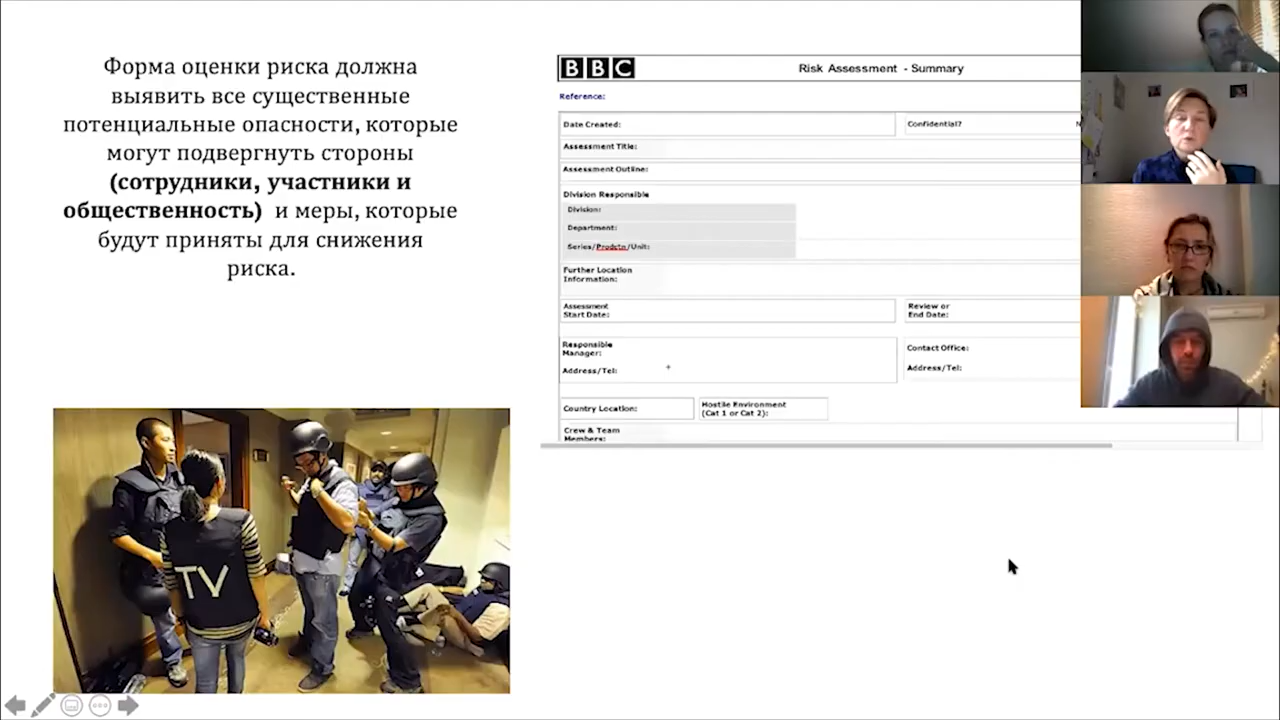 Форма оценки риска должна
выявить все существенные
потенциальные опасности, которые
могут подвергнуть стороны
(сотрудники, участники и
общественность) и меры, которые
будут приняты для снижения
риска.
BBC
Risk Assessment - Summary
Reference:
Date Created:
Confidential?
Assessment Title:
Assessment Outline:
Division Responsible
Division:
Department:
Series/Prodctn/Unit:
Further Location
Information:
Assessment
Start Date:
Review or
End Date:
Responsible
Manager:
Address/Tel:
Contact Office:
Address/Tel:
Country Location:
Hostile Environment
(Cat 1 or Cat 2):
Crew & Team
Members:
TV